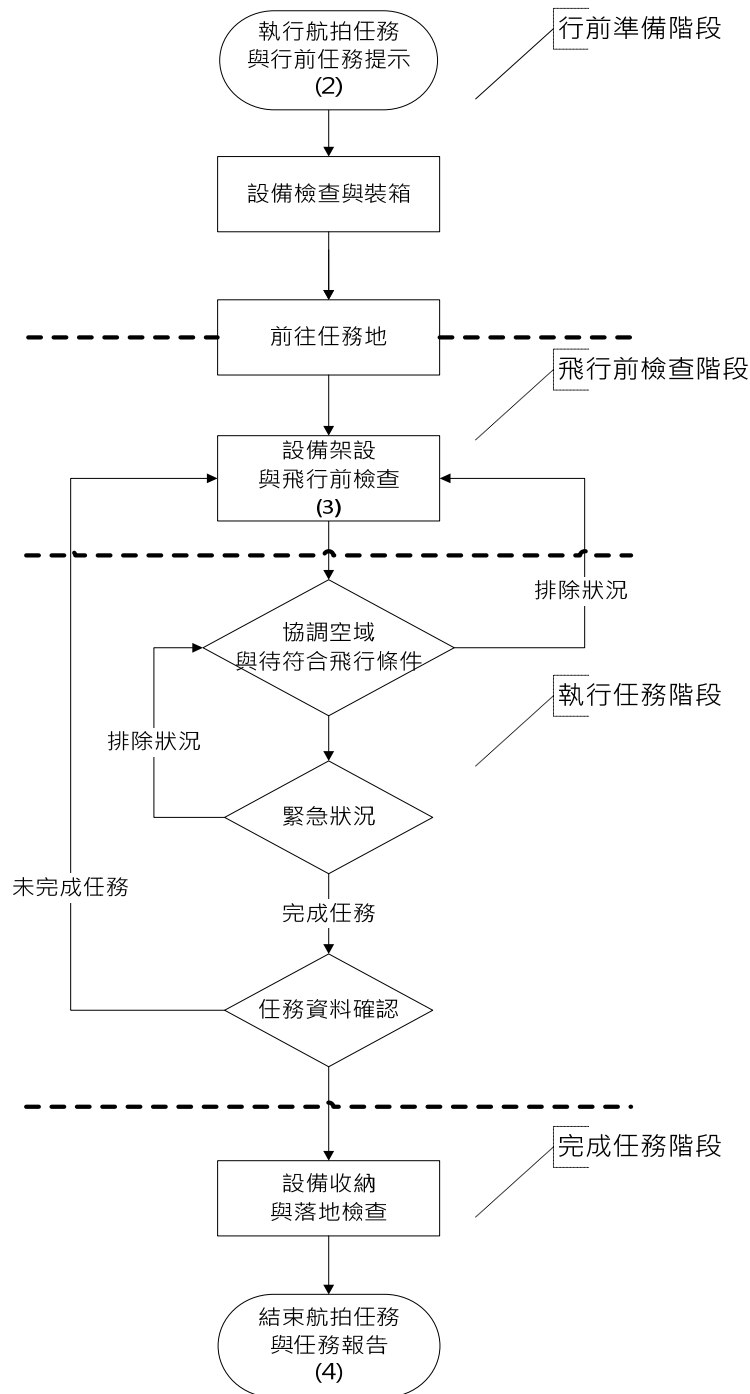 執行航拍任務
與行前任務提示
(2)
行前準備階段
設備檢查與裝箱
前往任務地
飛行前檢查階段
設備架設
與飛行前檢查
(3)
排除狀況
協調空域
與待符合飛行條件
執行任務階段
排除狀況
緊急狀況
未完成任務
完成任務
任務資料確認
完成任務階段
設備收納
與落地檢查
結束航拍任務
與任務報告
(4)